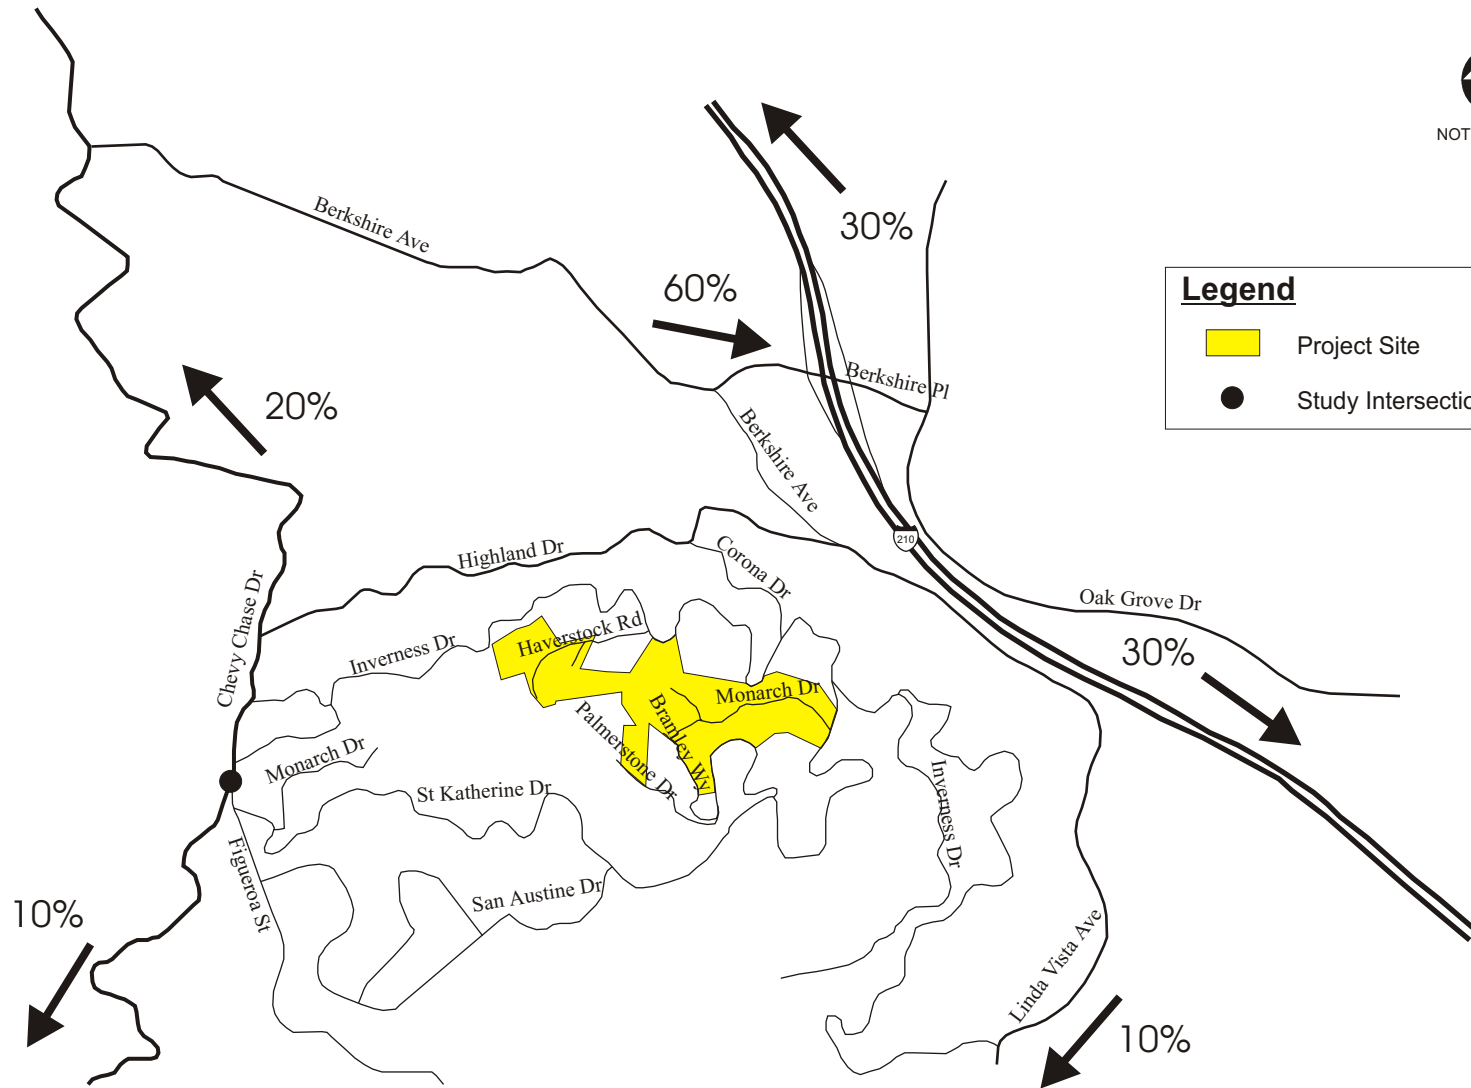 NOT
Berkshire Ave
30%
60%
Legend
Project Site
Berkshire Pl
20%
Study Intersectio
Berkshire Ave
210
Highland Dr
Corona Dr
Chevy Chase Dr
Oak Grove Dr
Haverstock Rd
Inverness Dr
30%
Monarch Dr
Bramley Wy
Palmerstone Dr
Monarch Dr
St Katherine Dr
Inverness Dr
Figueroa St
San Austine Dr
10%
Linda Vista Ave
10%